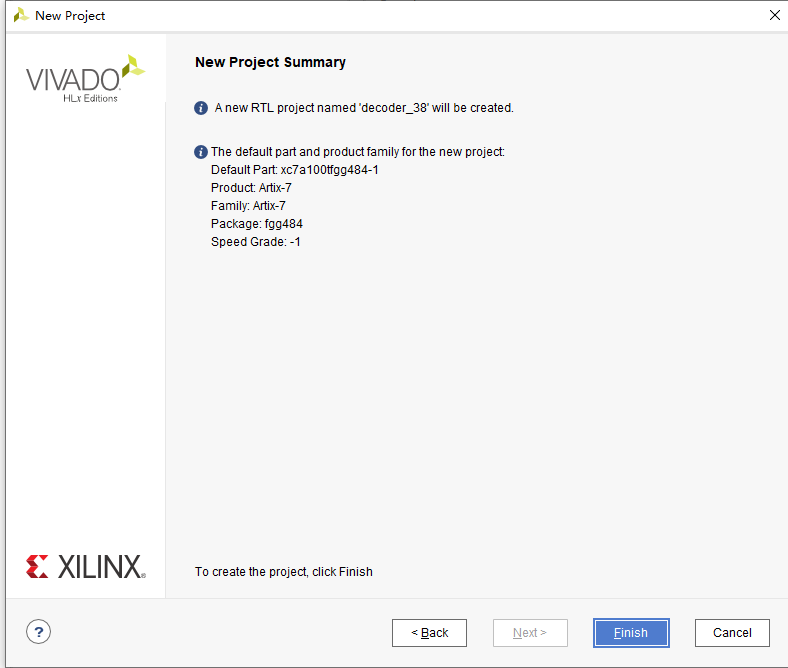 New Project
VIVADO.
HLx Editions
New Project Summary
A new RTL project named 'decoder_38' will be created.
The default part and product family for the new project:
Default Part: xc7a100tfgg484-1
Product: Artix-7
Family: Artix-7
Package: fgg484
Speed Grade: -1
XILINX®
To create the project, click Finish
?
< Back
Next >
Finish
Cancel